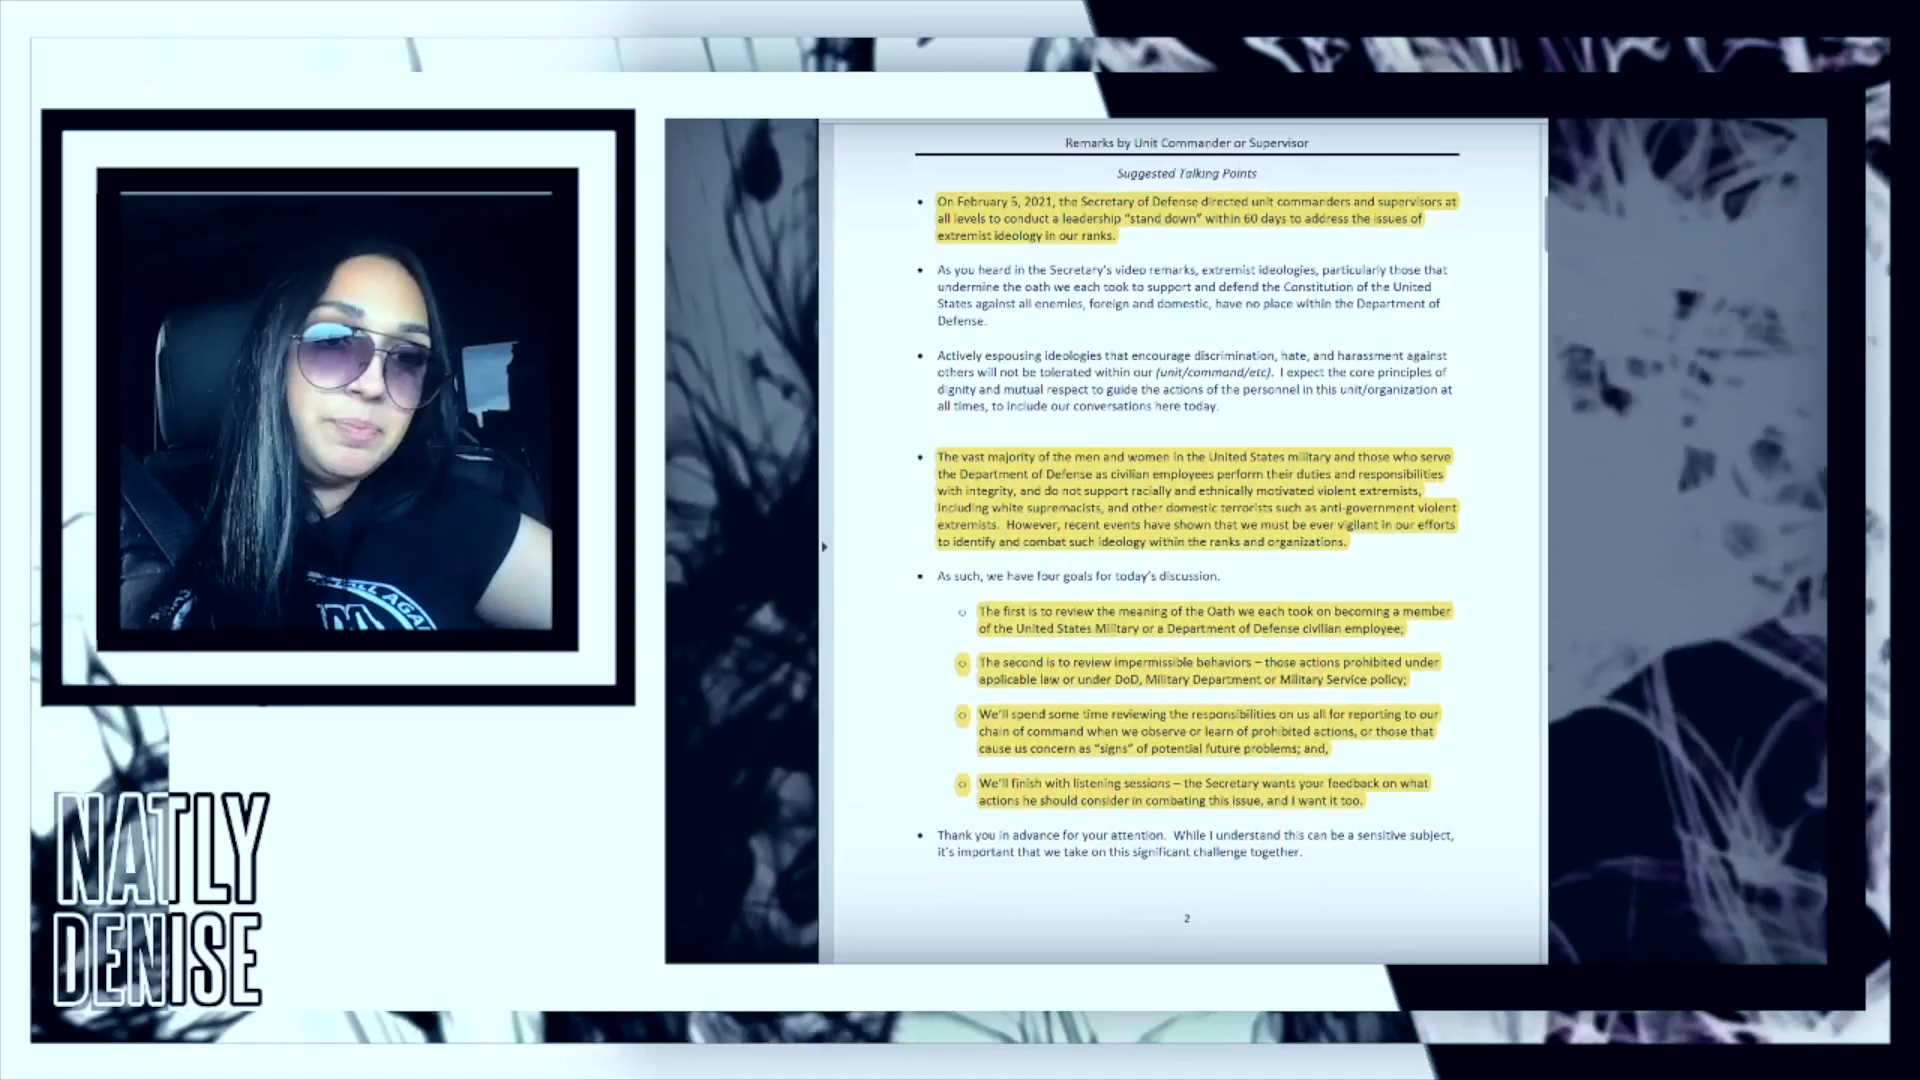 Remarks by Unit Commander or Supervisor
Suggested Talking Points
• On February 5, 2021, the Secretary of Defense directed unit commanders and supervisors at
all levels to conduct a leadership “stand down” within 60 days to address the issues of
extremist ideology in our ranks.
• As you heard in the Secretary’s video remarks, extremist ideologies, particularly those that
undermine the oath we each took to support and defend the Constitution of the United
States against all enemies, foreign and domestic, have no place within the Department of
Defense.
• Actively espousing ideologies that encourage discrimination, hate, and harassment against
others will not be tolerated within our (unit/command/etc). I expect the core principles of
dignity and mutual respect to guide the actions of the personnel in this unit/organization at
all times, to include our conversations here today.
• The vast majority of the men and women in the United States military and those who serve
the Department of Defense as civilian employees perform their duties and responsibilities
with integrity, and do not support racially and ethnically motivated violent extremists,
including white supremacists, and other domestic terrorists such as anti-government violent
extremists. However, recent events have shown that we must be ever vigilant in our efforts
to identify and combat such ideology within the ranks and organizations.
• As such, we have four goals for today’s discussion.
○ The first is to review the meaning of the Oath we each took on becoming a member
of the United States Military or a Department of Defense civilian employee;
○ The second is to review impermissible behaviors – those actions prohibited under
applicable law or under DoD, Military Department or Military Service policy;
○ We’ll spend some time reviewing the responsibilities on us all for reporting to our
chain of command when we observe or learn of prohibited actions, or those that
cause us concern as “signs” of potential future problems; and,
○ We’ll finish with listening sessions – the Secretary wants your feedback on what
actions he should consider in combating this issue, and I want it too.
• Thank you in advance for your attention. While I understand this can be a sensitive subject,
it’s important that we take on this significant challenge together.
2
NATLY
DENISE